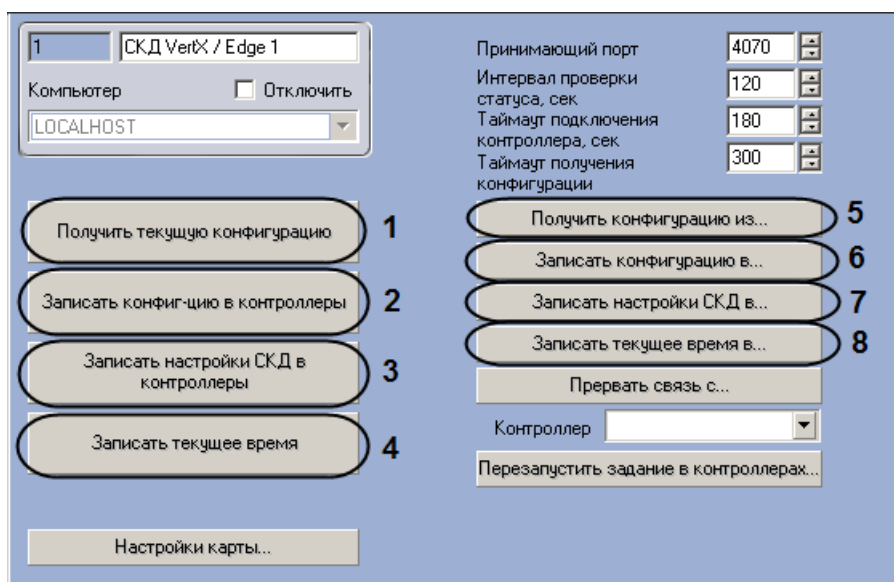 1
СКД VertX / Edge 1
Компьютер
Отключить
LOCALHOST
Принимающий порт
4070
Интервал проверки
статуса, сек
120
Таймаут подключения
контроллера, сек
180
Таймаут получения
конфигурации
300
Получить текущую конфигурацию
1
Записать конфиг-цию в контроллеры
2
Записать настройки СКД в
контроллеры
3
Записать текущее время
4
Настройки карты...
Получить конфигурацию из...
5
Записать конфигурацию в...
6
Записать настройки СКД в...
7
Записать текущее время в...
8
Прервать связь с...
Контроллер
Перезапустить задание в контроллерах...